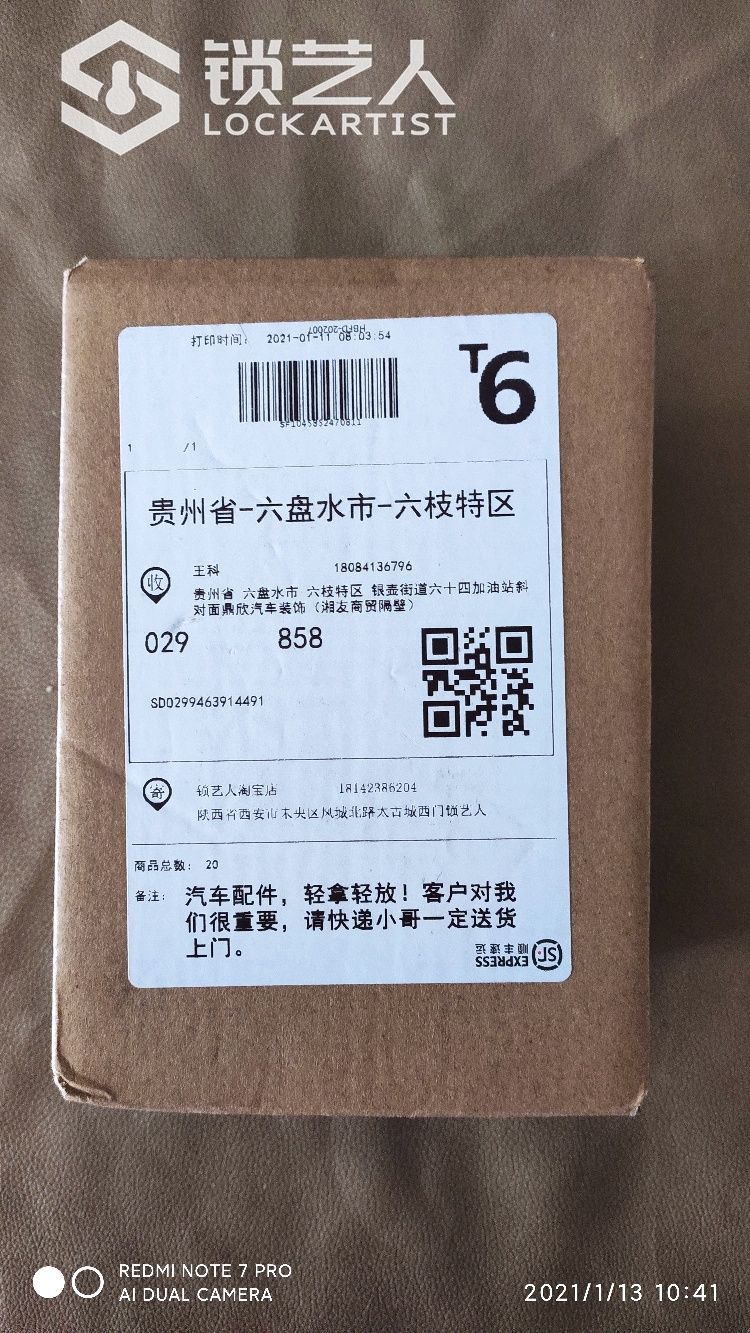 锁艺人
LOCKARTIST
HBFD-202007
打印时间： 2021-01-11 08:03:54
T6
SF1045832470811
1 /1
贵州省-六盘水市-六枝特区
收 王科 18084136796
贵州省 六盘水市 六枝特区 银壶街道六十四加油站斜
对面鼎欣汽车装饰（湘友商贸隔壁）
029 858
SD0299463914491
寄 锁艺人淘宝店 18142386204
陕西省西安市未央区凤城北路太古城西门锁艺人
商品总数： 20
备注： 汽车配件，轻拿轻放！客户对我
们很重要，请快递小哥一定送货
上门。
SF EXPRESS
顺丰速运
REDMI NOTE 7 PRO
AI DUAL CAMERA
2021/1/13 10:41